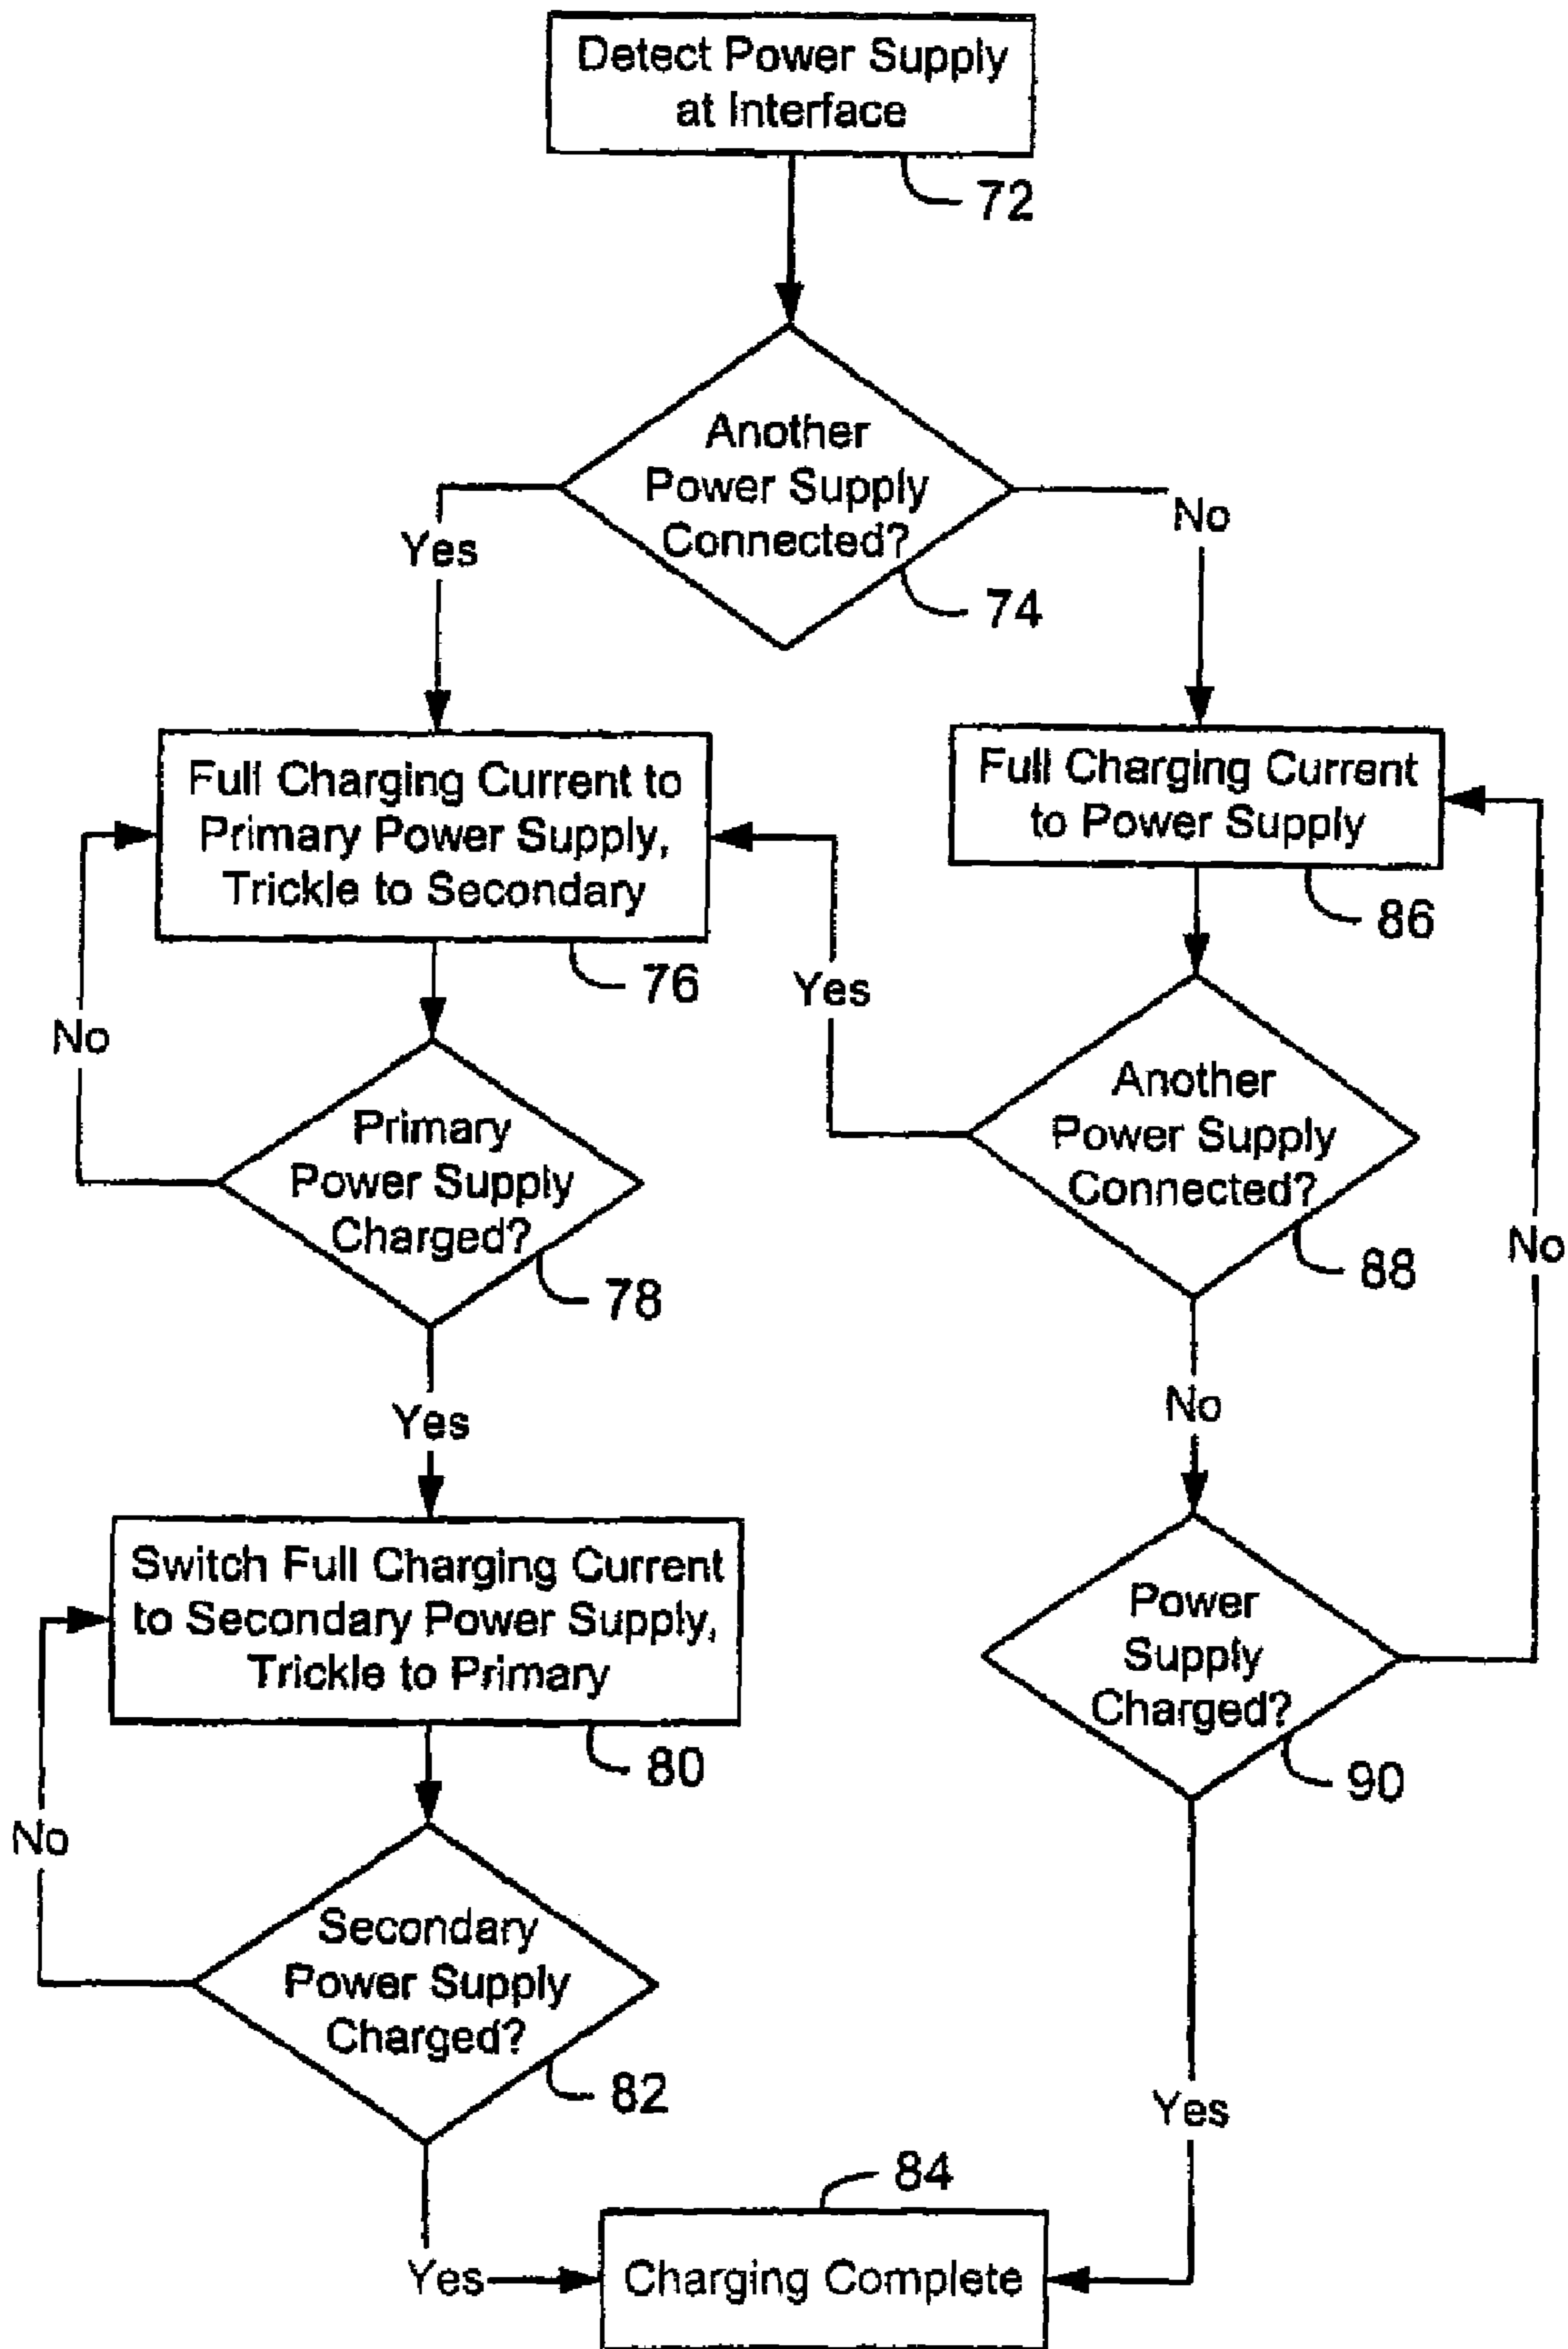 Detect Power Supply
at Interface
72
Another
Power Supply
Connected?
74
Yes
No
Full Charging Current to
Primary Power Supply,
Trickle to Secondary
76
Full Charging Current
to Power Supply
86
Yes
No
Primary
Power Supply
Charged?
78
Another
Power Supply
Connected?
88
No
Yes
No
Switch Full Charging Current
to Secondary Power Supply,
Trickle to Primary
80
Power
Supply
Charged?
90
No
Secondary
Power Supply
Charged?
82
Yes
84
Yes
Charging Complete